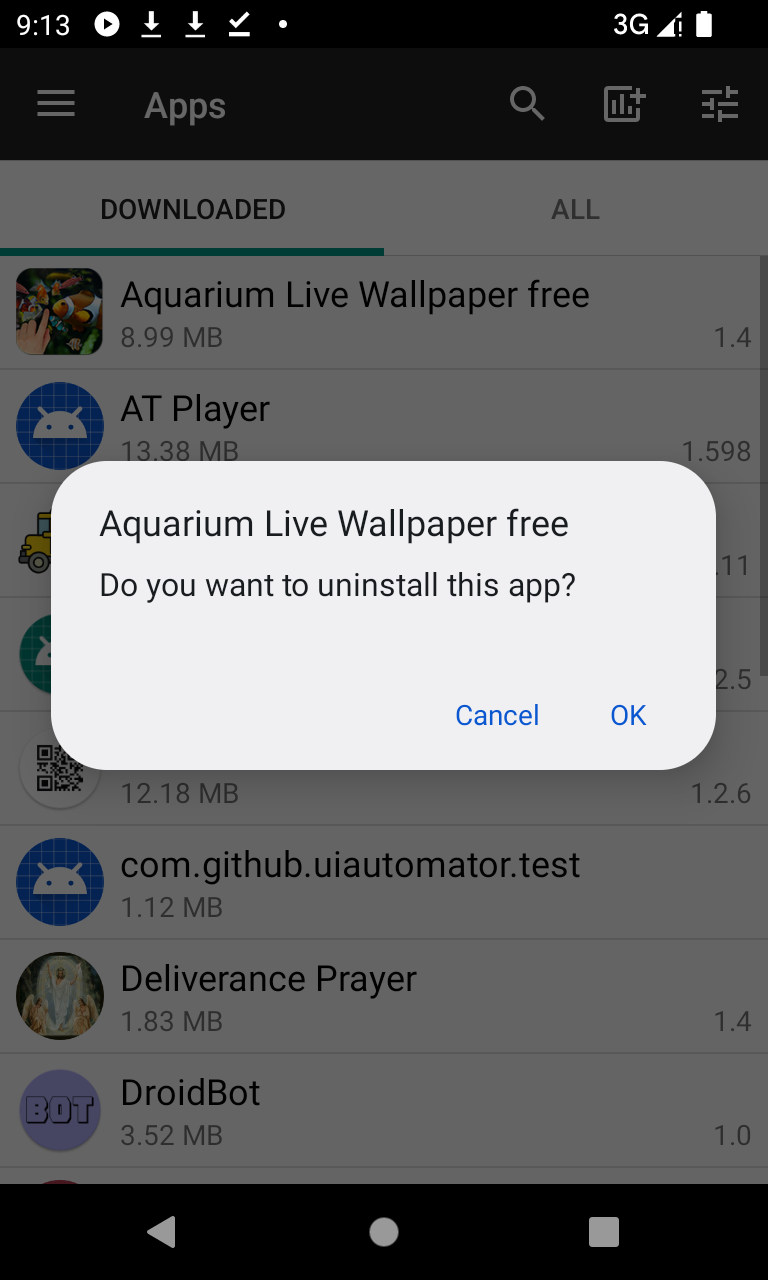 9:13
3G
Apps
DOWNLOADED
ALL
Aquarium Live Wallpaper free
8.99 MB
1.4
AT Player
13.38 MB
1.598
Aquarium Live Wallpaper free
.11
Do you want to uninstall this app?
2.5
Cancel
OK
12.18 MB
1.2.6
com.github.uiautomator.test
1.12 MB
Deliverance Prayer
1.83 MB
1.4
BOT
DroidBot
3.52 MB
1.0